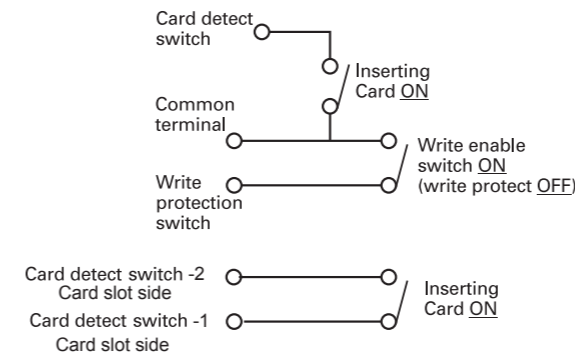 Card detect
switch
Inserting
Card ON
Common
terminal
Write enable
switch ON
(write protect OFF)
Write
protection
switch
Card detect switch -2
Card slot side
Inserting
Card ON
Card detect switch -1
Card slot side